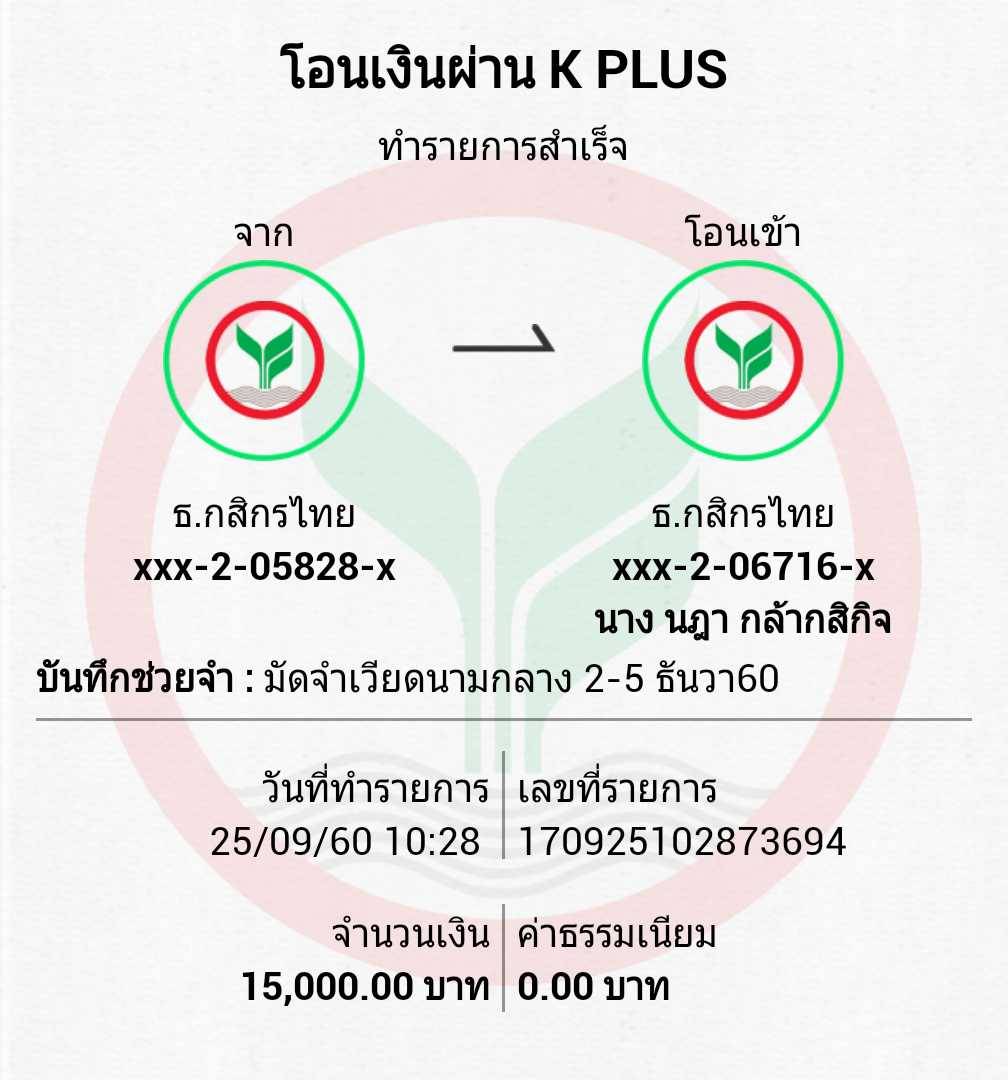 โอนเงินผ่าน K PLUS
ทำรายการสำเร็จ
จาก
โอนเข้า
ธ.กสิกรไทย
xxx-2-05828-x
ธ.กสิกรไทย
xxx-2-06716-x
นาง นฎา กล้ากสิกิจ
บันทึกช่วยจำ : มัดจำเวียดนามกลาง 2-5 ธันวา60
วันที่ทำรายการ
25/09/60 10:28
เลขที่รายการ
170925102873694
จำนวนเงิน
15,000.00 บาท
ค่าธรรมเนียม
0.00 บาท